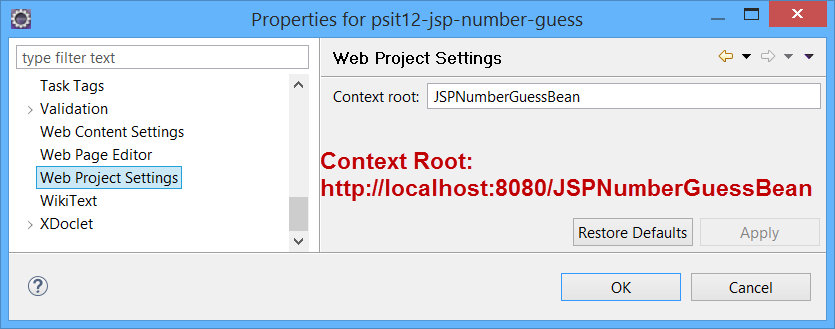 Properties for psit12-jsp-number-guess
type filter text
Task Tags
Validation
Web Content Settings
Web Page Editor
Web Project Settings
WikiText
XDoclet
Web Project Settings
Context root: JSPNumberGuessBean
Context Root:
http://localhost:8080/JSPNumberGuessBean
Restore Defaults Apply
? OK Cancel